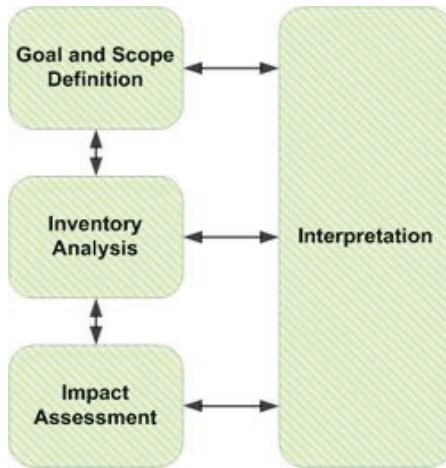 Goal and Scope
Definition
Inventory
Analysis
Interpretation
Impact
Assessment